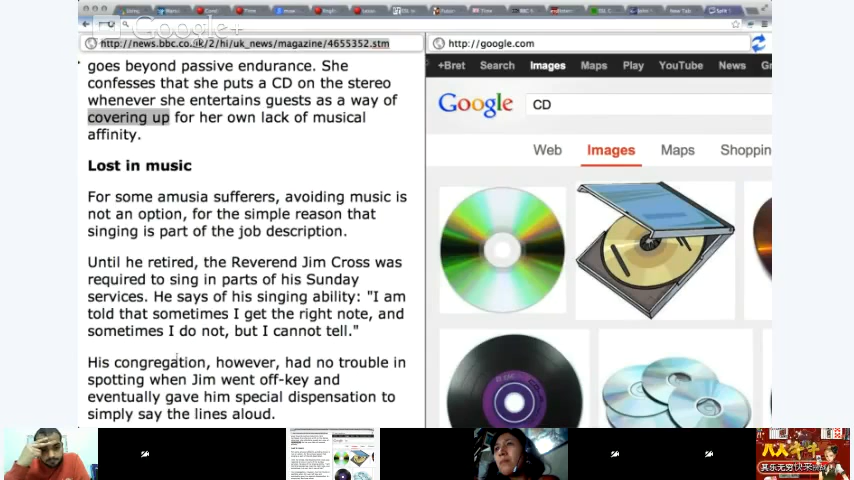 Google+
http://news.bbc.co.uk/2/hi/uk_news/magazine/4655352.stm
goes beyond passive endurance. She
confesses that she puts a CD on the stereo
whenever she entertains guests as a way of
covering up for her own lack of musical
affinity.
Lost in music
For some amusia sufferers, avoiding music is
not an option, for the simple reason that
singing is part of the job description.
Until he retired, the Reverend Jim Cross was
required to sing in parts of his Sunday
services. He says of his singing ability: "I am
told that sometimes I get the right note, and
sometimes I do not, but I cannot tell."
His congregation, however, had no trouble in
spotting when Jim went off-key and
eventually gave him special dispensation to
simply say the lines aloud.
http://google.com
+Bret Search Images Maps Play YouTube News
Google CD
Web Images Maps Shoppin
其乐无穷快来